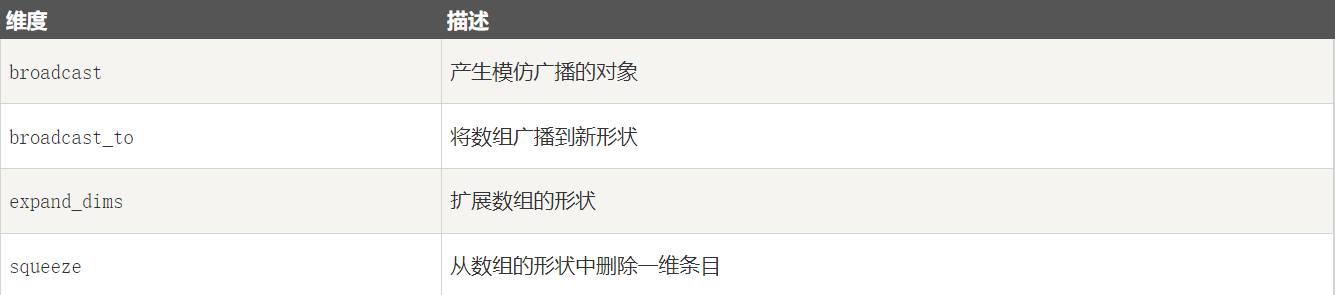 维度 描述
broadcast 产生模仿广播的对象
broadcast_to 将数组广播到新形状
expand_dims 扩展数组的形状
squeeze 从数组的形状中删除一维条目